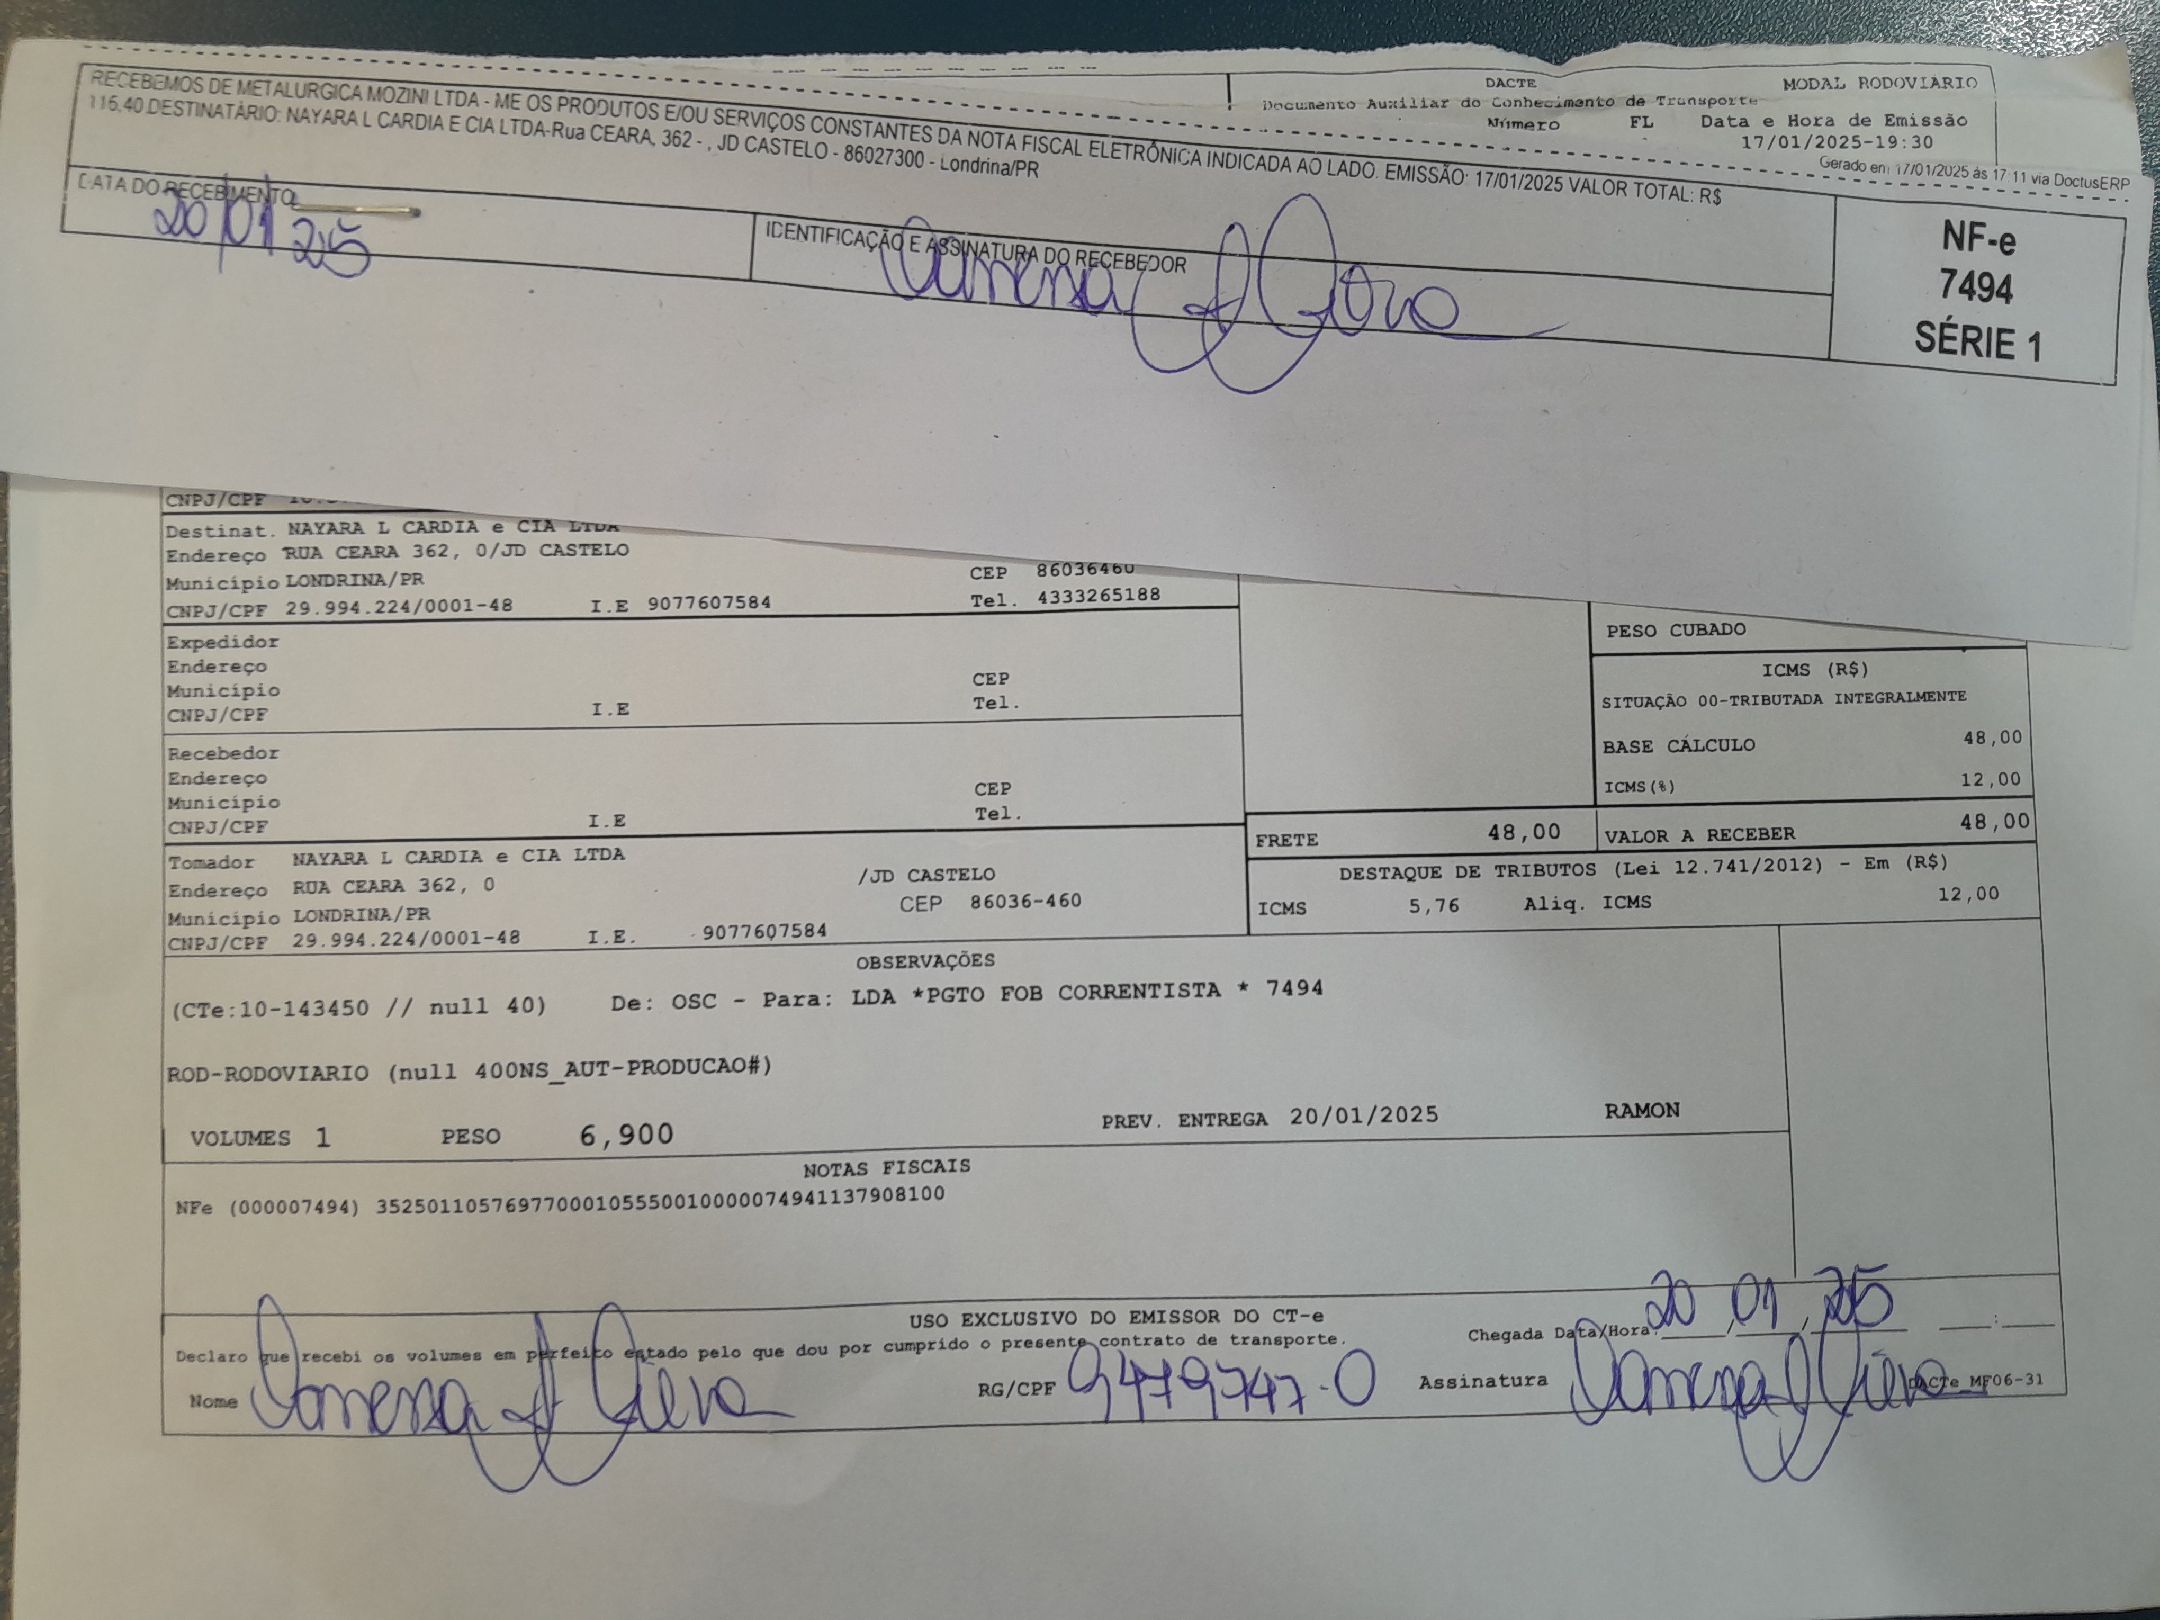 DACTE
MODAL RODOVIÁRIO
Documento Auxiliar do Conhecimento de Transporte
Número FL Data e Hora de Emissão
17/01/2025-19:30
Gerado em 17/01/2025 às 17:11 via DoctusERP
RECEBEMOS DE METALURGICA MOZINI LTDA - ME OS PRODUTOS E/OU SERVIÇOS CONSTANTES DA NOTA FISCAL ELETRÔNICA INDICADA AO LADO. EMISSÃO: 17/01/2025 VALOR TOTAL: R$
116,40 DESTINATÁRIO: NAYARA L CARDIA E CIA LTDA-Rua CEARA, 362 - , JD CASTELO - 86027300 - Londrina/PR
DATA DO RECEBIMENTO
20/01/25
IDENTIFICAÇÃO E ASSINATURA DO RECEBEDOR
NF-e
7494
SÉRIE 1
CNPJ/CPF
Destinat. NAYARA L CARDIA e CIA LTDA
Endereço RUA CEARA 362, 0/JD CASTELO
Município LONDRINA/PR CEP 86036460
CNPJ/CPF 29.994.224/0001-48 I.E 9077607584 Tel. 4333265188
Expedidor
Endereço
Município CEP
CNPJ/CPF I.E Tel.
Recebedor
Endereço
Município CEP
CNPJ/CPF I.E Tel.
Tomador NAYARA L CARDIA e CIA LTDA
Endereço RUA CEARA 362, 0 /JD CASTELO
Município LONDRINA/PR CEP 86036-460
CNPJ/CPF 29.994.224/0001-48 I.E. 9077607584
PESO CUBADO
ICMS (R$)
SITUAÇÃO 00-TRIBUTADA INTEGRALMENTE
BASE CÁLCULO 48,00
ICMS(%) 12,00
FRETE 48,00 VALOR A RECEBER 48,00
DESTAQUE DE TRIBUTOS (Lei 12.741/2012) - Em (R$)
ICMS 5,76 Aliq. ICMS 12,00
OBSERVAÇÕES
(CTe:10-143450 // null 40) De: OSC - Para: LDA *PGTO FOB CORRENTISTA * 7494
ROD-RODOVIARIO (null 400NS_AUT-PRODUCAO#)
VOLUMES 1 PESO 6,900 PREV. ENTREGA 20/01/2025 RAMON
NOTAS FISCAIS
NFe (000007494) 35250110576977000105550010000074941137908100
USO EXCLUSIVO DO EMISSOR DO CT-e
Declaro que recebi os volumes em perfeito estado pelo que dou por cumprido o presente contrato de transporte.
Chegada Data/Hora: 20/01/25 __:__
Nome Vanessa RG/CPF 9479747-0 Assinatura Vanessa
DACTe_MF06-31